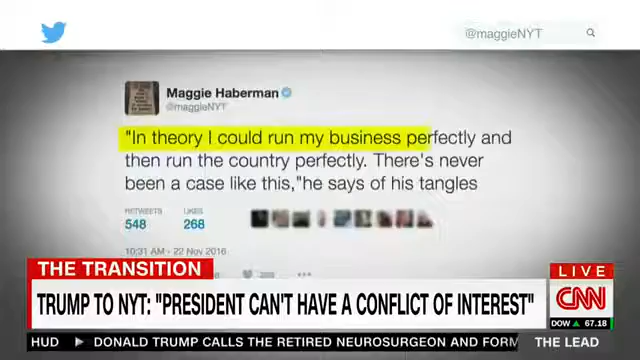 @maggieNYT
Maggie Haberman
@maggieNYT
"In theory I could run my business perfectly and
then run the country perfectly. There's never
been a case like this,"he says of his tangles
RETWEETS LIKES
548 268
10:31 AM - 22 Nov 2016
THE TRANSITION
LIVE
TRUMP TO NYT: "PRESIDENT CAN'T HAVE A CONFLICT OF INTEREST"
CNN
DOW ▲ 67.18
HUD ▶ DONALD TRUMP CALLS THE RETIRED NEUROSURGEON AND FORM
THE LEAD